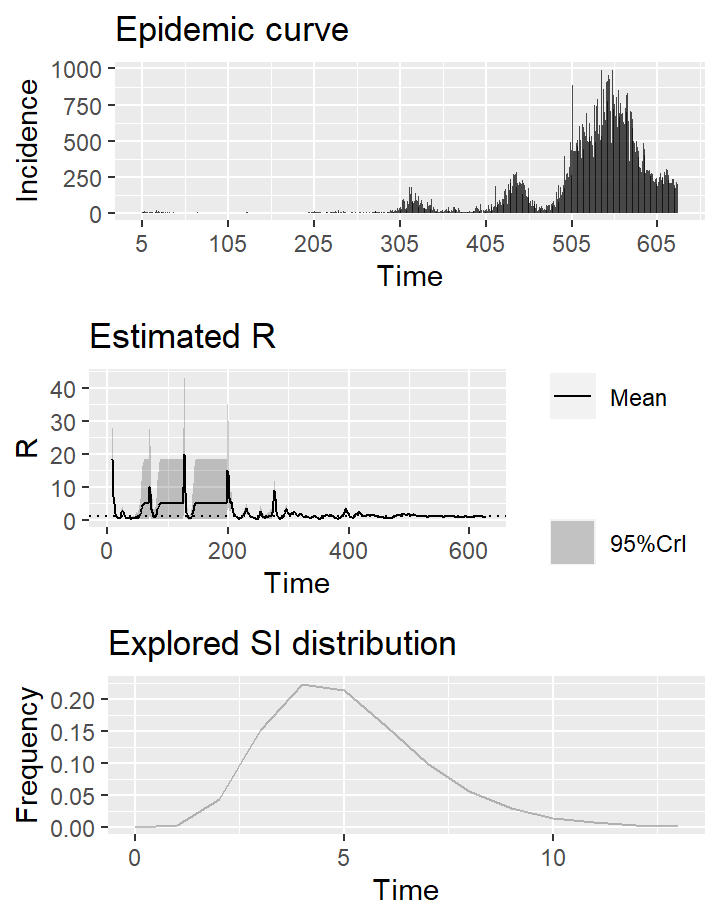 Epidemic curve
Incidence
1000
750
500
250
0
5 105 205 305 405 505 605
Time
Estimated R
R
40
30
20
10
0
0 200 400 600
Time
Mean
95%CrI
Explored SI distribution
Frequency
0.20
0.15
0.10
0.05
0.00
0 5 10
Time